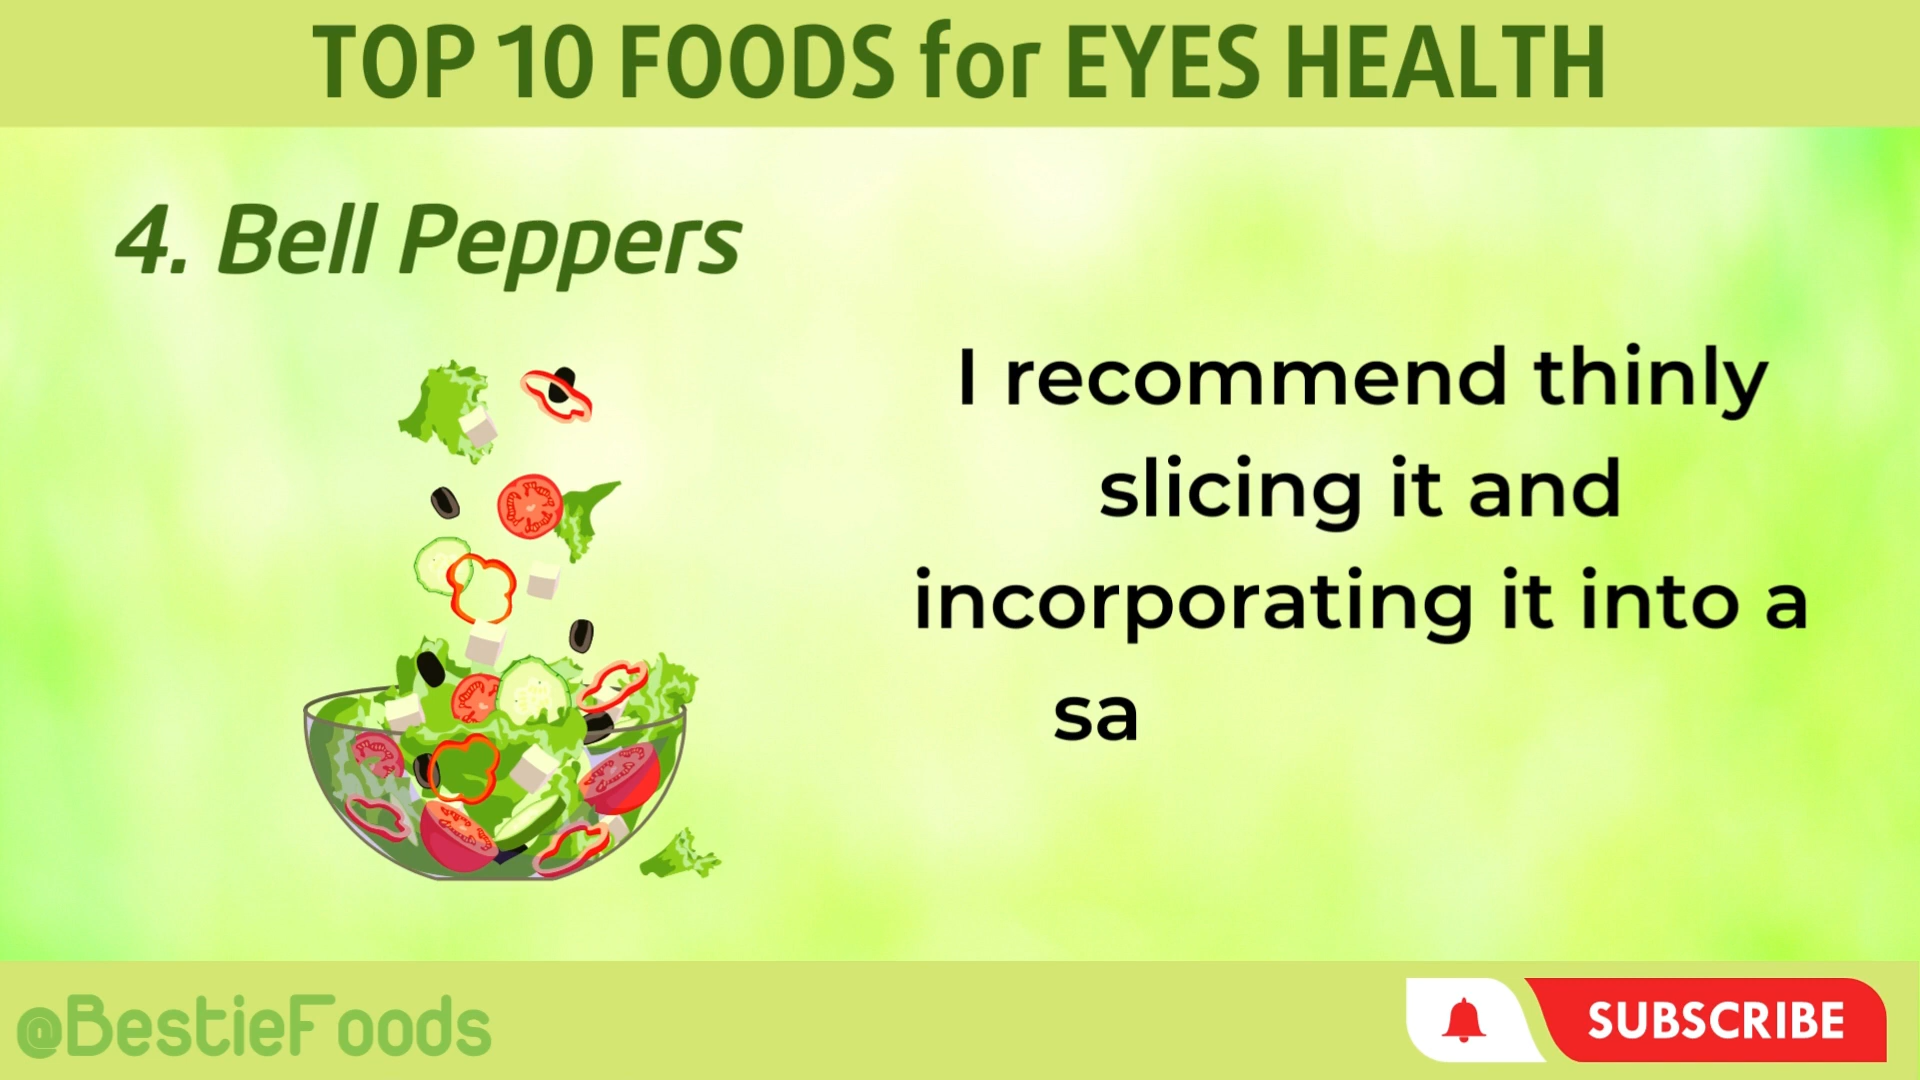 TOP 10 FOODS for EYES HEALTH
4. Bell Peppers
I recommend thinly
slicing it and
incorporating it into a
sa
@BestieFoods
SUBSCRIBE